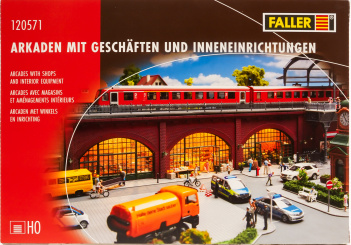 120571
FALLER
ARKADEN MIT GESCHÄFTEN UND INNENEINRICHTUNGEN
ARCADES WITH SHOPS
AND INTERIOR EQUIPMENT
ARCADES AVEC MAGASINS
ET AMÉNAGEMENTS INTÉRIEURS
ARCADEN MET WINKELS
EN INRICHTING
H0